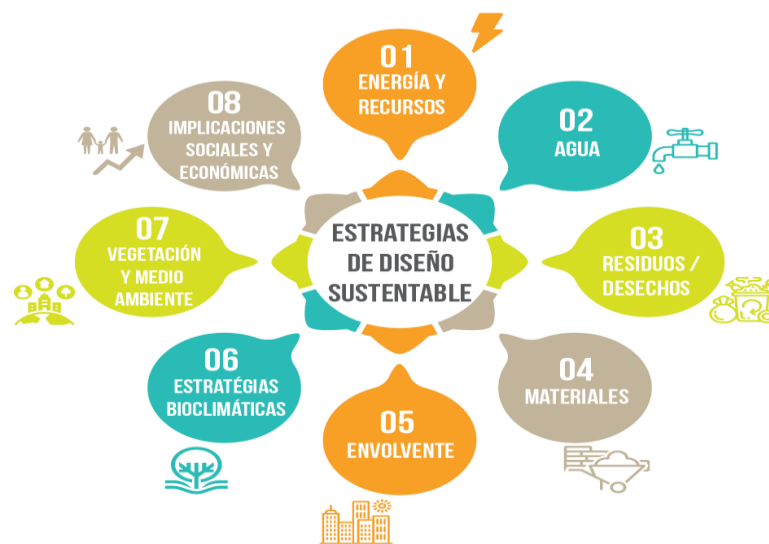 ESTRATEGIAS
DE DISEÑO
SUSTENTABLE
01
ENERGÍA Y
RECURSOS
02
AGUA
03
RESIDUOS /
DESECHOS
04
MATERIALES
05
ENVOLVENTE
06
ESTRATÉGIAS
BIOCLIMÁTICAS
07
VEGETACIÓN
Y MEDIO
AMBIENTE
08
IMPLICACIONES
SOCIALES Y
ECONÓMICAS